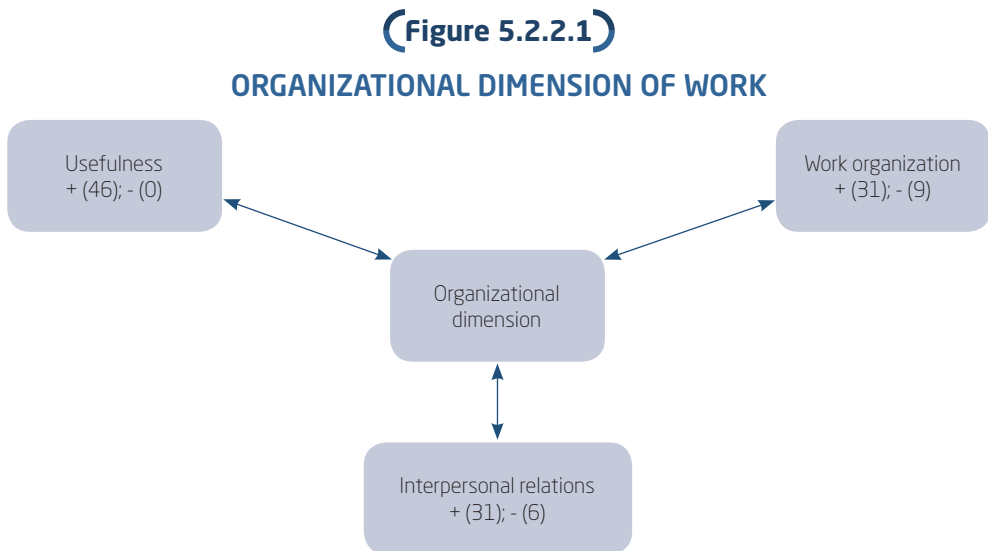 Figure 5.2.2.1
ORGANIZATIONAL DIMENSION OF WORK
Usefulness
+ (46); - (0)
Work organization
+ (31); - (9)
Organizational
dimension
Interpersonal relations
+ (31); - (6)